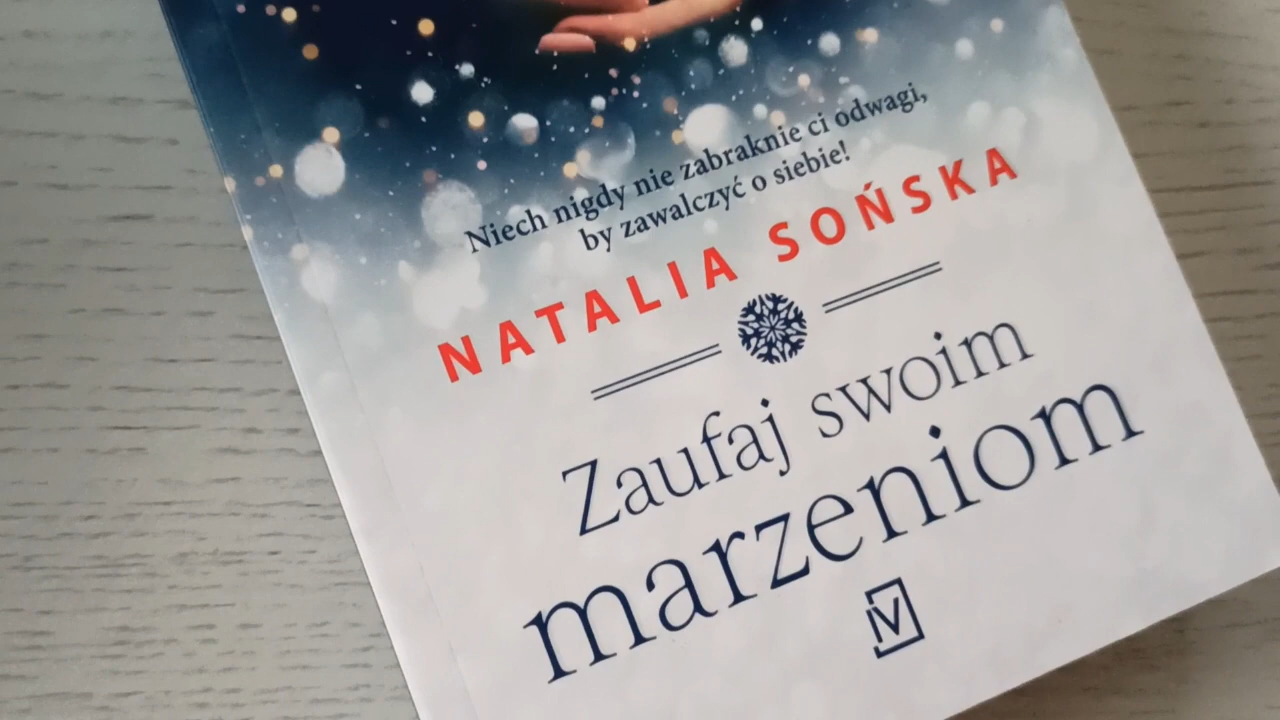 Niech nigdy nie zabraknie ci odwagi,
by zawalczyć o siebie!
NATALIA SOŃSKA
Zaufaj swoim
marzeniom